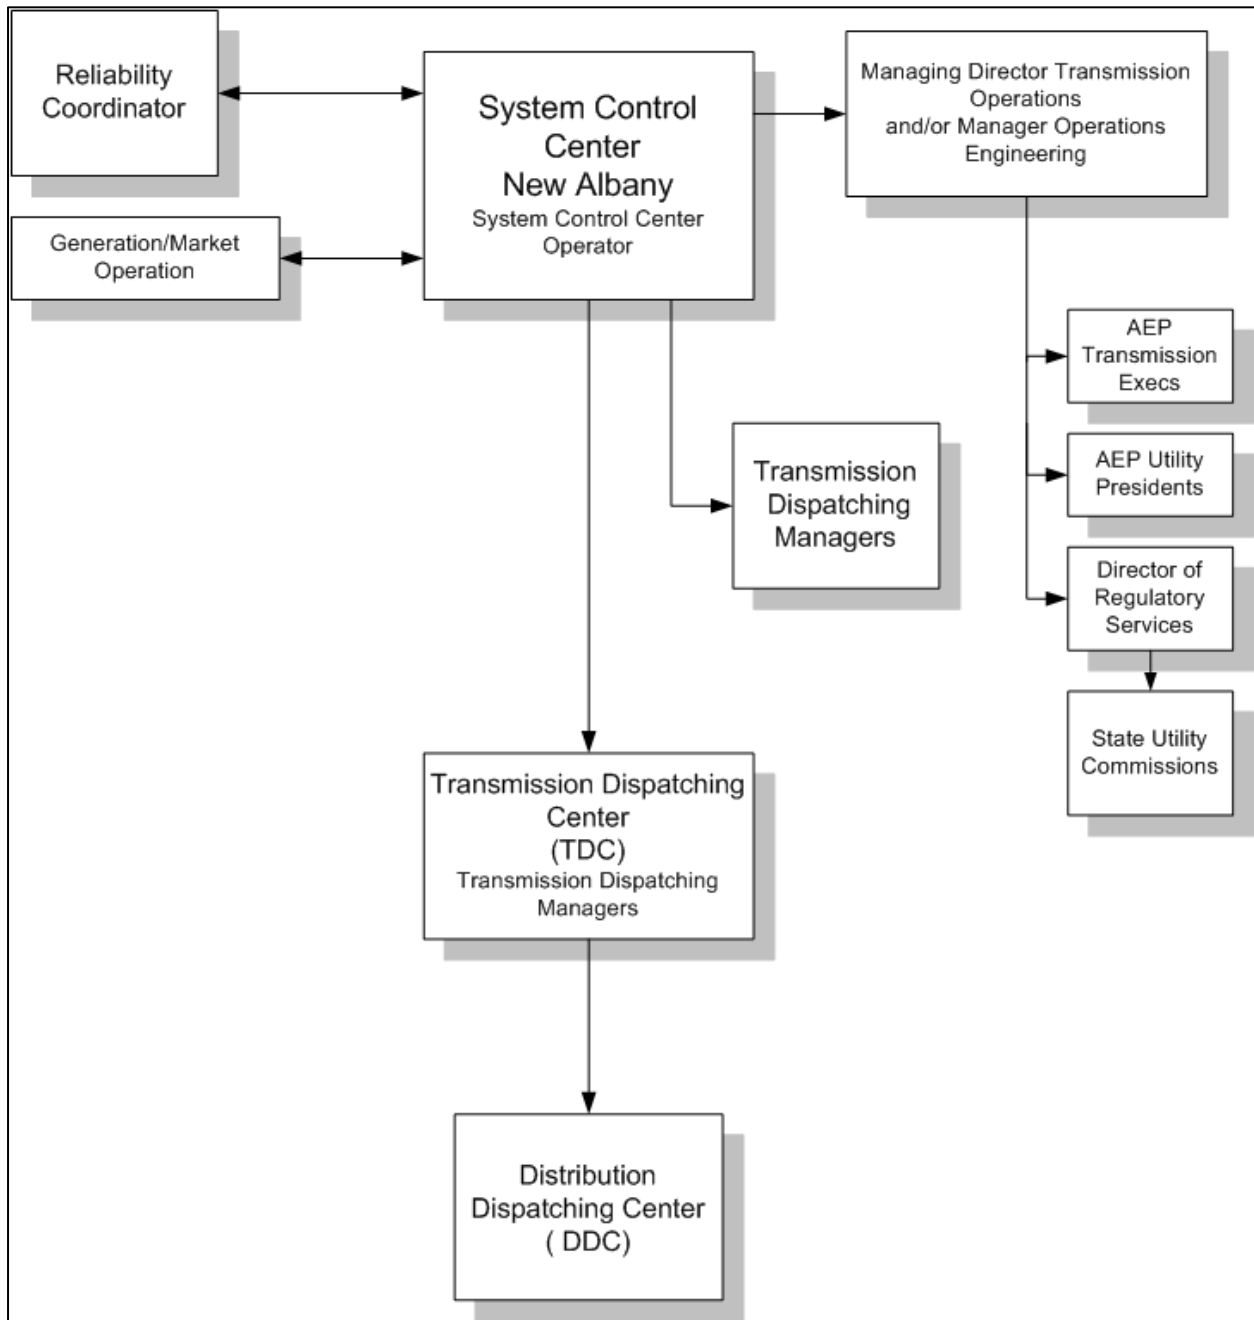 Reliability
Coordinator
System Control
Center
New Albany
System Control Center
Operator
Managing Director Transmission
Operations
and/or Manager Operations
Engineering
Generation/Market
Operation
AEP
Transmission
Execs
Transmission
Dispatching
Managers
AEP Utility
Presidents
Director of
Regulatory
Services
State Utility
Commissions
Transmission Dispatching
Center
(TDC)
Transmission Dispatching
Managers
Distribution
Dispatching Center
( DDC)